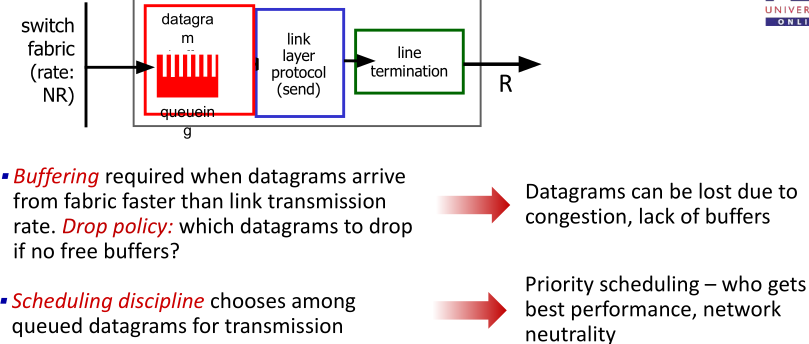 UNIVER
ONLI
switch
fabric
(rate:
NR)
datagra
m
queuein
g
link
layer
protocol
(send)
line
termination
R
▪ Buffering required when datagrams arrive
from fabric faster than link transmission
rate. Drop policy: which datagrams to drop
if no free buffers?
Datagrams can be lost due to
congestion, lack of buffers
▪ Scheduling discipline chooses among
queued datagrams for transmission
Priority scheduling – who gets
best performance, network
neutrality